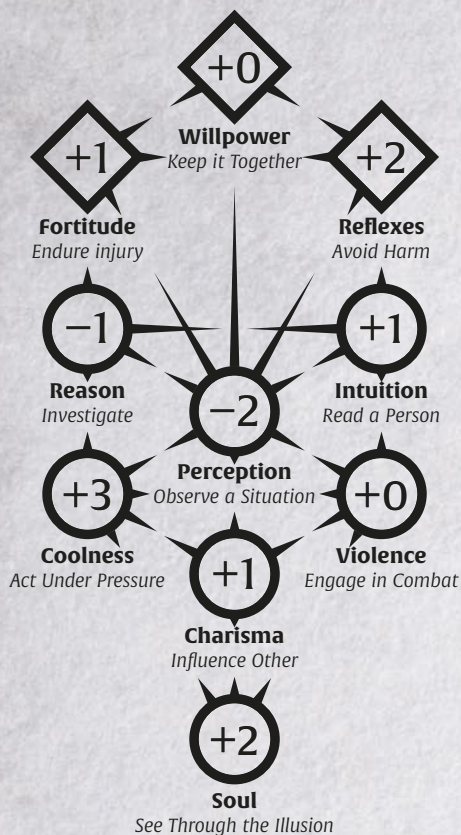 +0
Willpower
Keep it Together
+1
Fortitude
Endure injury
+2
Reflexes
Avoid Harm
−1
Reason
Investigate
+1
Intuition
Read a Person
−2
Perception
Observe a Situation
+3
Coolness
Act Under Pressure
+0
Violence
Engage in Combat
+1
Charisma
Influence Other
+2
Soul
See Through the Illusion